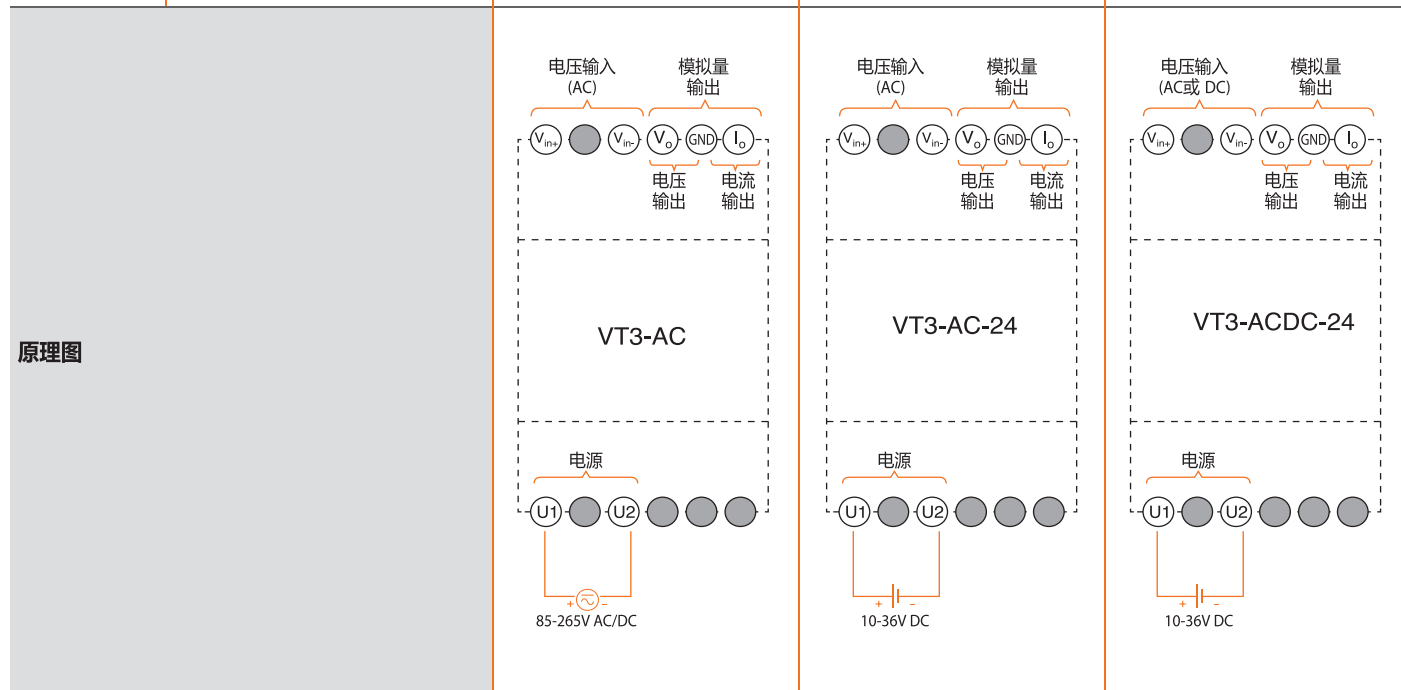 原理图
电压输入
(AC)
模拟量
输出
Vin+
Vin-
Vo
GND
Io
电压
输出
电流
输出
VT3-AC
电源
U1
U2
+
-
85-265V AC/DC
电压输入
(AC)
模拟量
输出
Vin+
Vin-
Vo
GND
Io
电压
输出
电流
输出
VT3-AC-24
电源
U1
U2
+
-
10-36V DC
电压输入
(AC或 DC)
模拟量
输出
Vin+
Vin-
Vo
GND
Io
电压
输出
电流
输出
VT3-ACDC-24
电源
U1
U2
+
-
10-36V DC